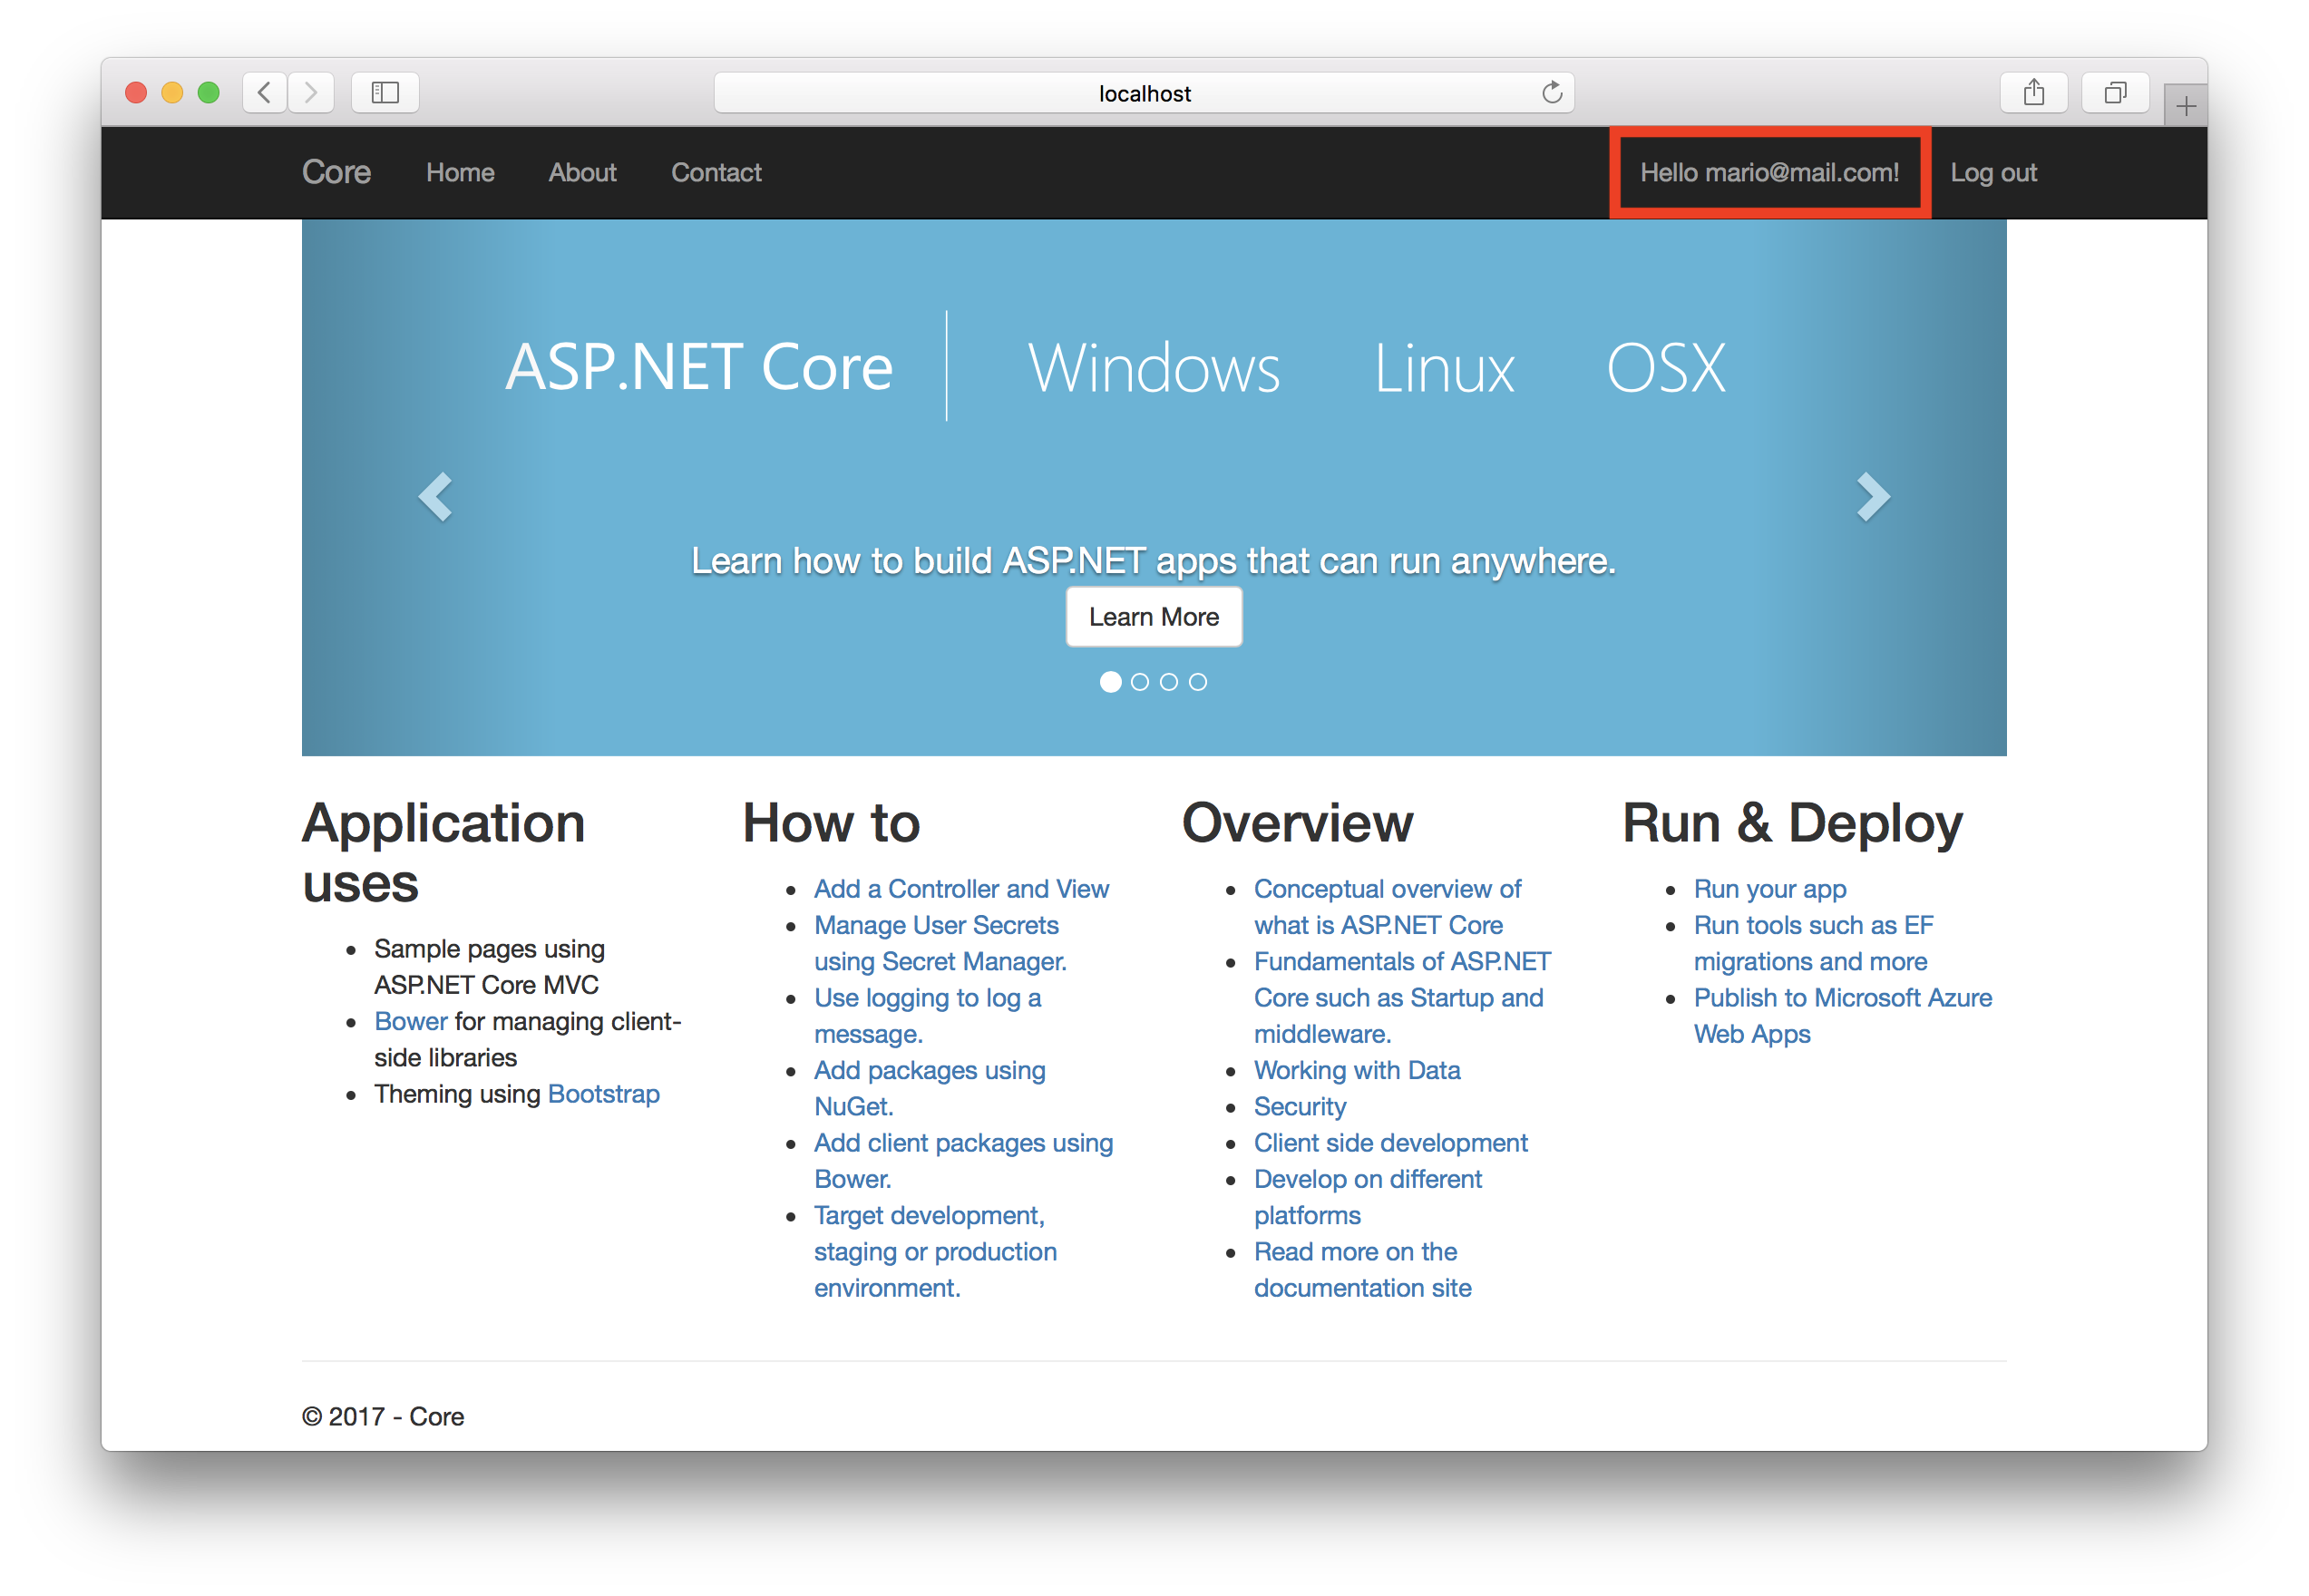 localhost
Core Home About Contact Hello mario@mail.com! Log out
ASP.NET Core Windows Linux OSX
Learn how to build ASP.NET apps that can run anywhere.
Learn More
Application
uses
Sample pages using
ASP.NET Core MVC
Bower for managing client-
side libraries
Theming using Bootstrap
How to
Add a Controller and View
Manage User Secrets
using Secret Manager.
Use logging to log a
message.
Add packages using
NuGet.
Add client packages using
Bower.
Target development,
staging or production
environment.
Overview
Conceptual overview of
what is ASP.NET Core
Fundamentals of ASP.NET
Core such as Startup and
middleware.
Working with Data
Security
Client side development
Develop on different
platforms
Read more on the
documentation site
Run & Deploy
Run your app
Run tools such as EF
migrations and more
Publish to Microsoft Azure
Web Apps
© 2017 - Core